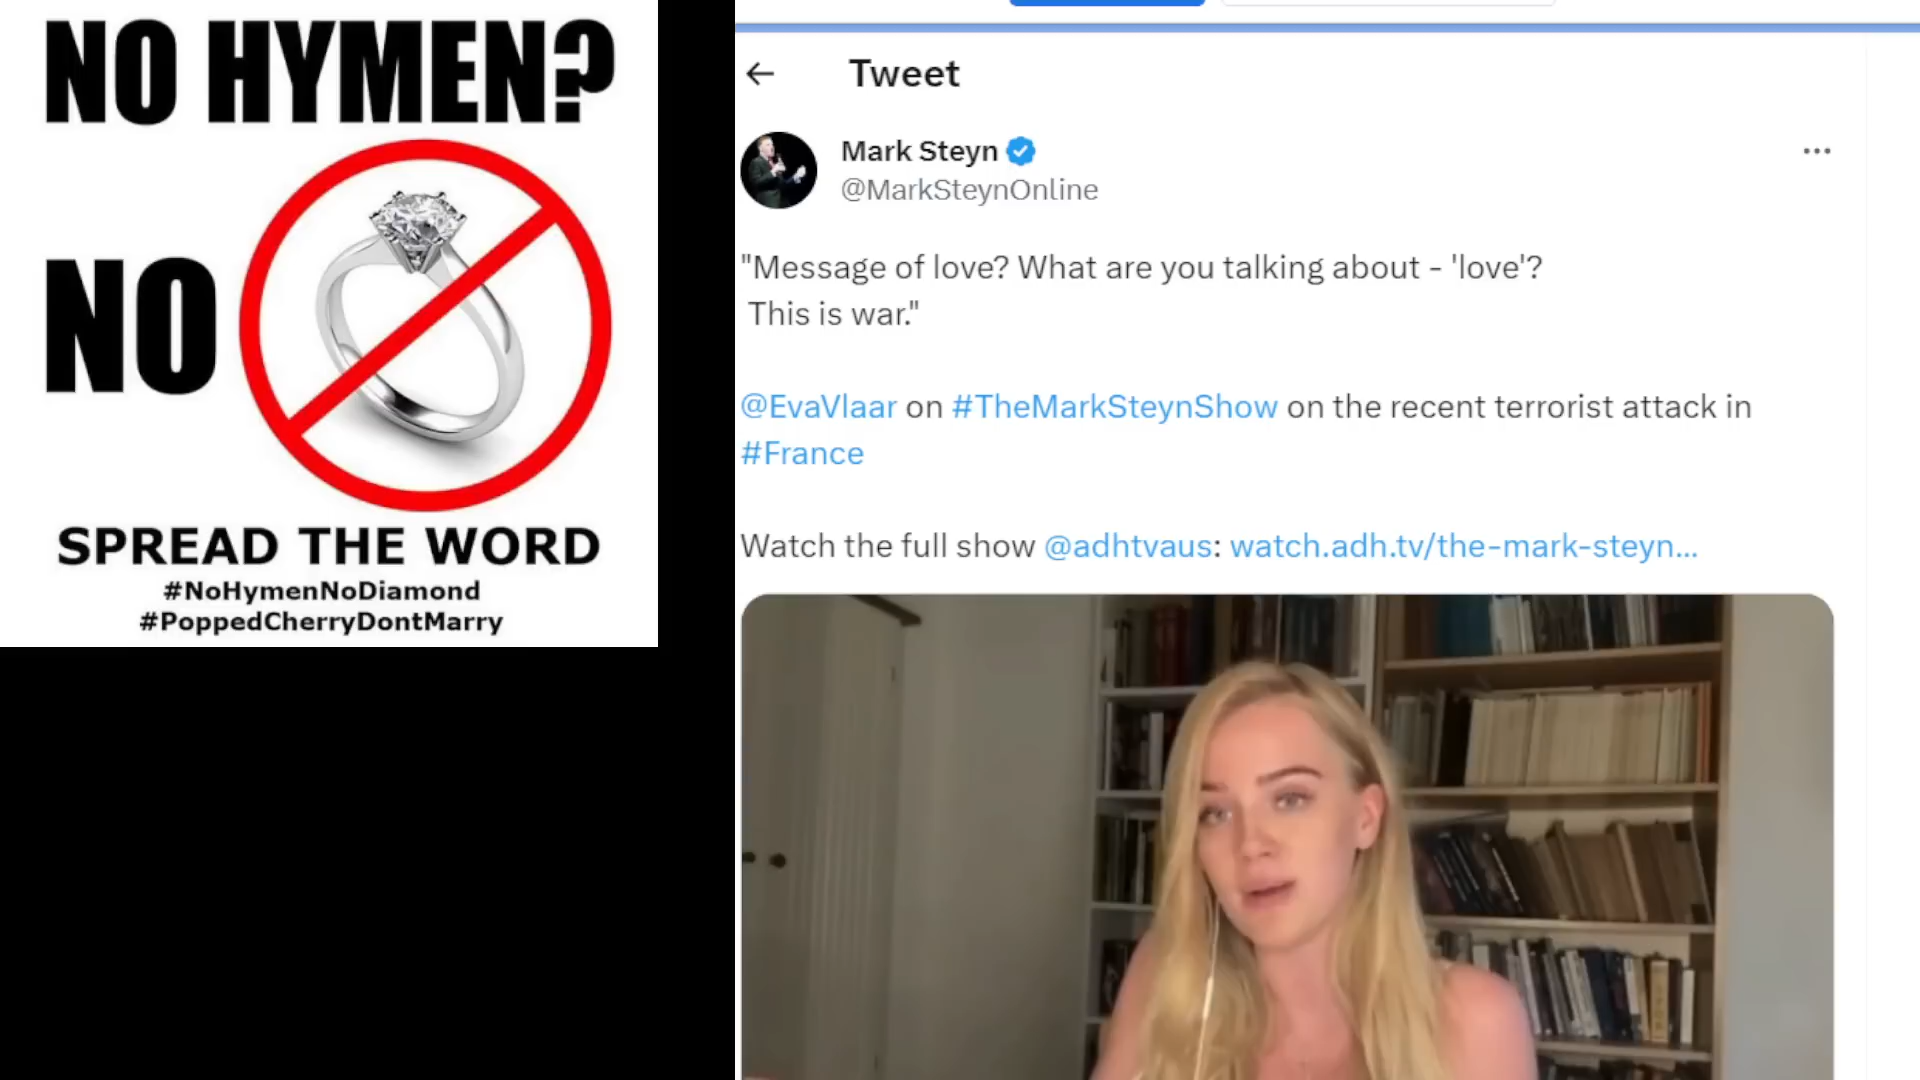 NO HYMEN?
NO
SPREAD THE WORD
#NoHymenNoDiamond
#PoppedCherryDontMarry
Tweet
Mark Steyn
@MarkSteynOnline
"Message of love? What are you talking about - 'love'?
This is war."
@EvaVlaar on #TheMarkSteynShow on the recent terrorist attack in
#France
Watch the full show @adhtvaus: watch.adh.tv/the-mark-steyn...